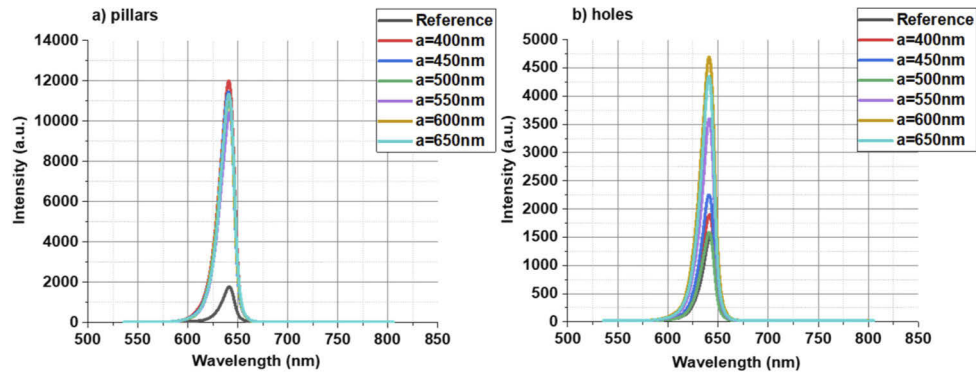 a) pillars
Reference
a=400nm
a=450nm
a=500nm
a=550nm
a=600nm
a=650nm
14000
12000
10000
8000
6000
4000
2000
0
Intensity (a.u.)
500 550 600 650 700 750 800 850
Wavelength (nm)
b) holes
Reference
a=400nm
a=450nm
a=500nm
a=550nm
a=600nm
a=650nm
5000
4500
4000
3500
3000
2500
2000
1500
1000
500
0
Intensity (a.u.)
500 550 600 650 700 750 800 850
Wavelength (nm)